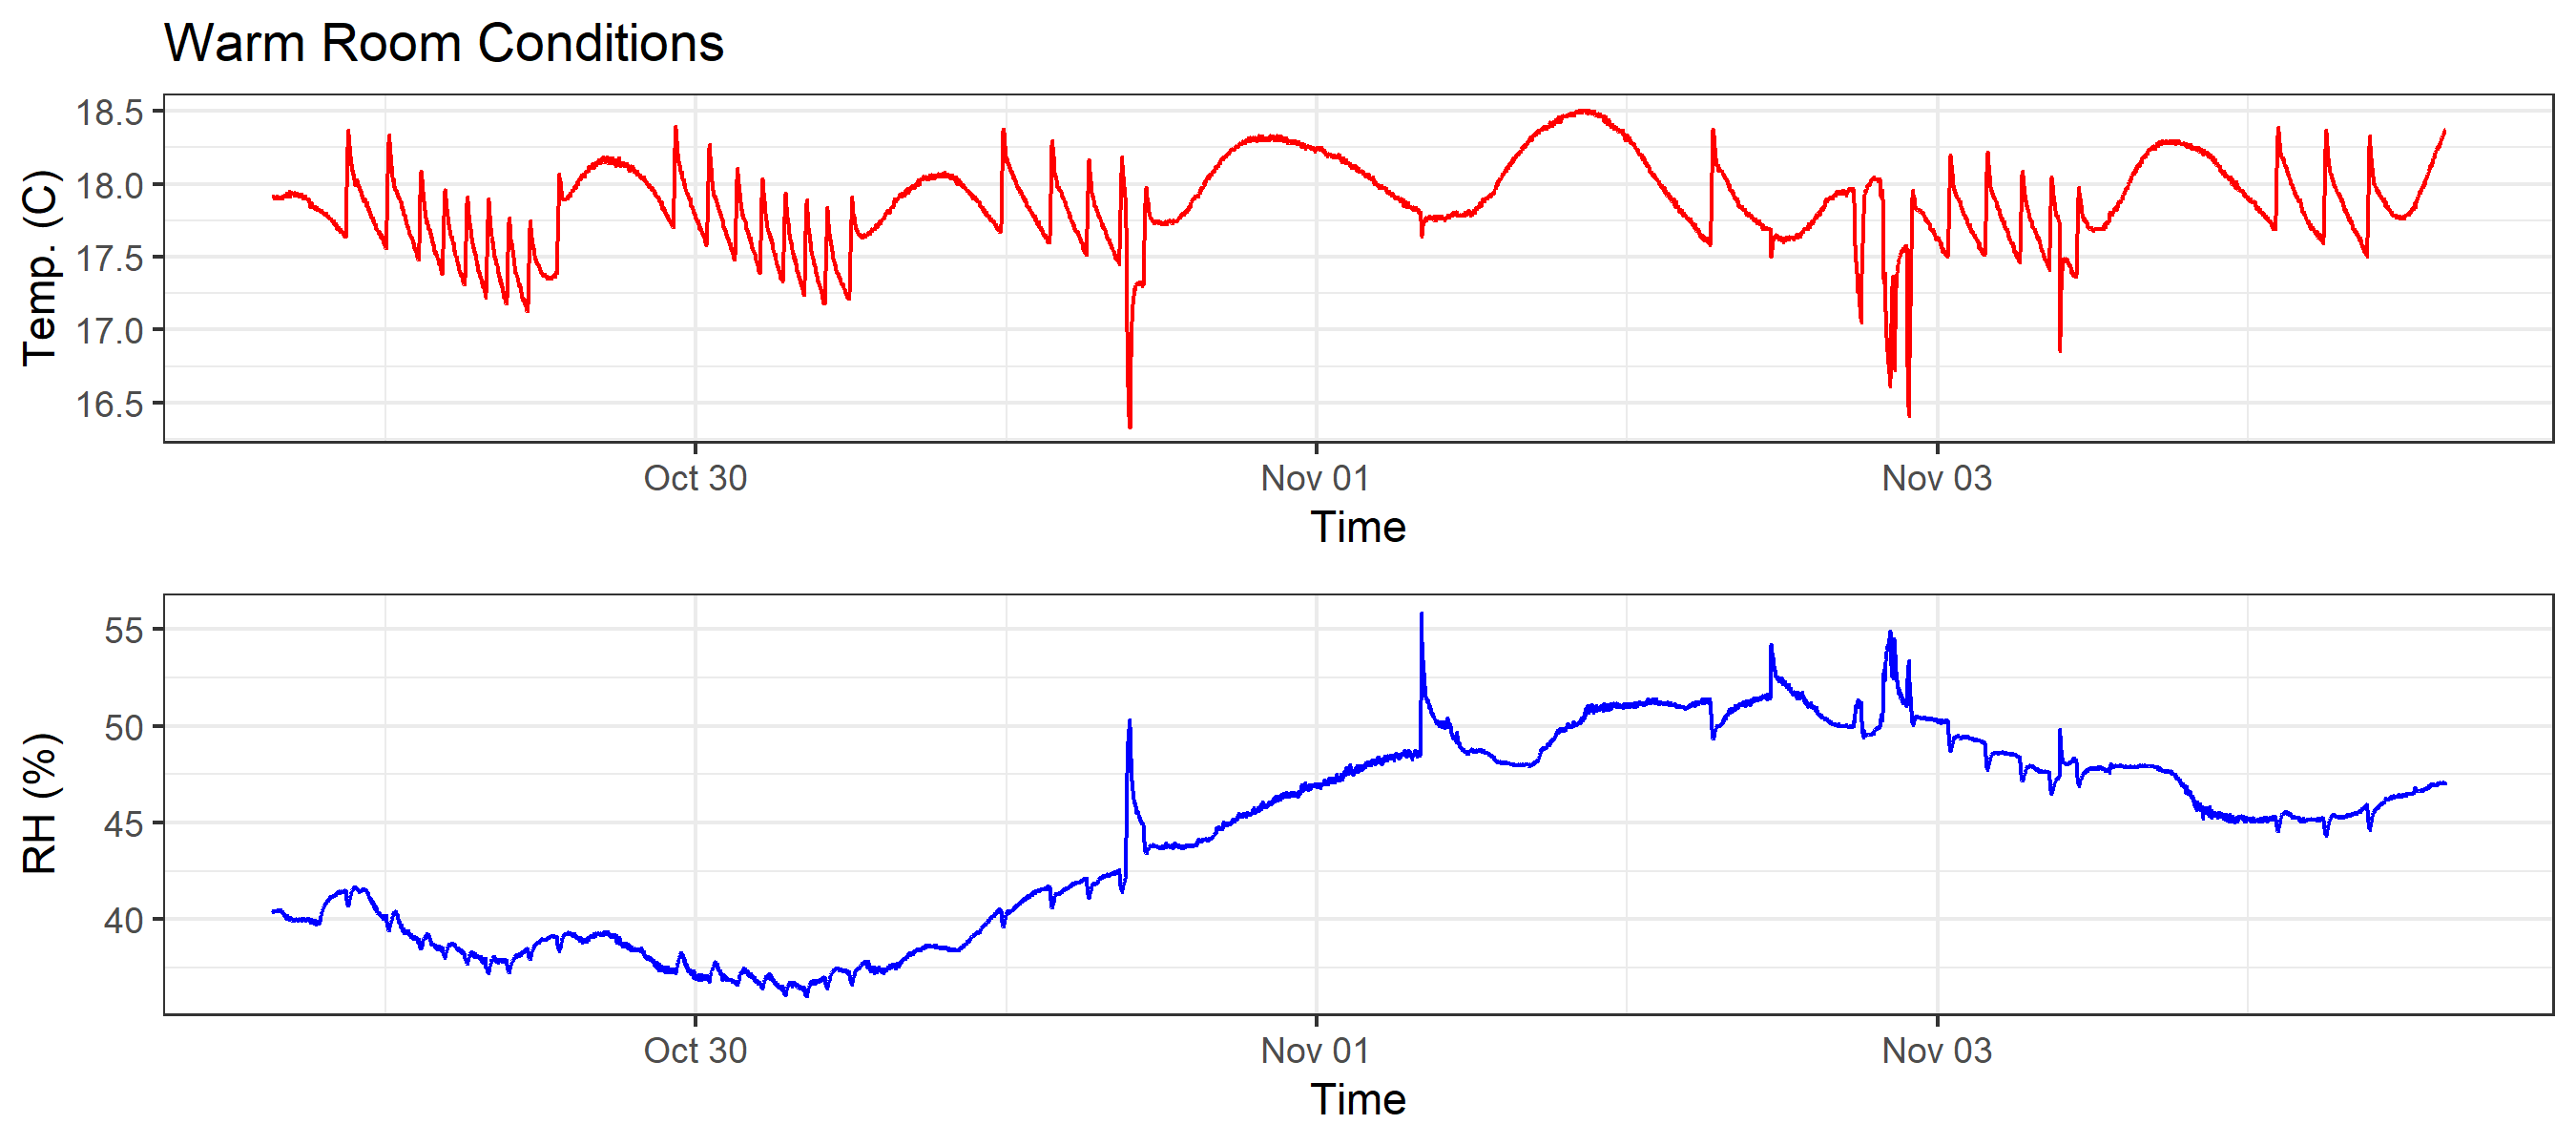 Warm Room Conditions
Temp. (C)
18.5
18.0
17.5
17.0
16.5
Oct 30 Nov 01 Nov 03
Time
RH (%)
55
50
45
40
Oct 30 Nov 01 Nov 03
Time